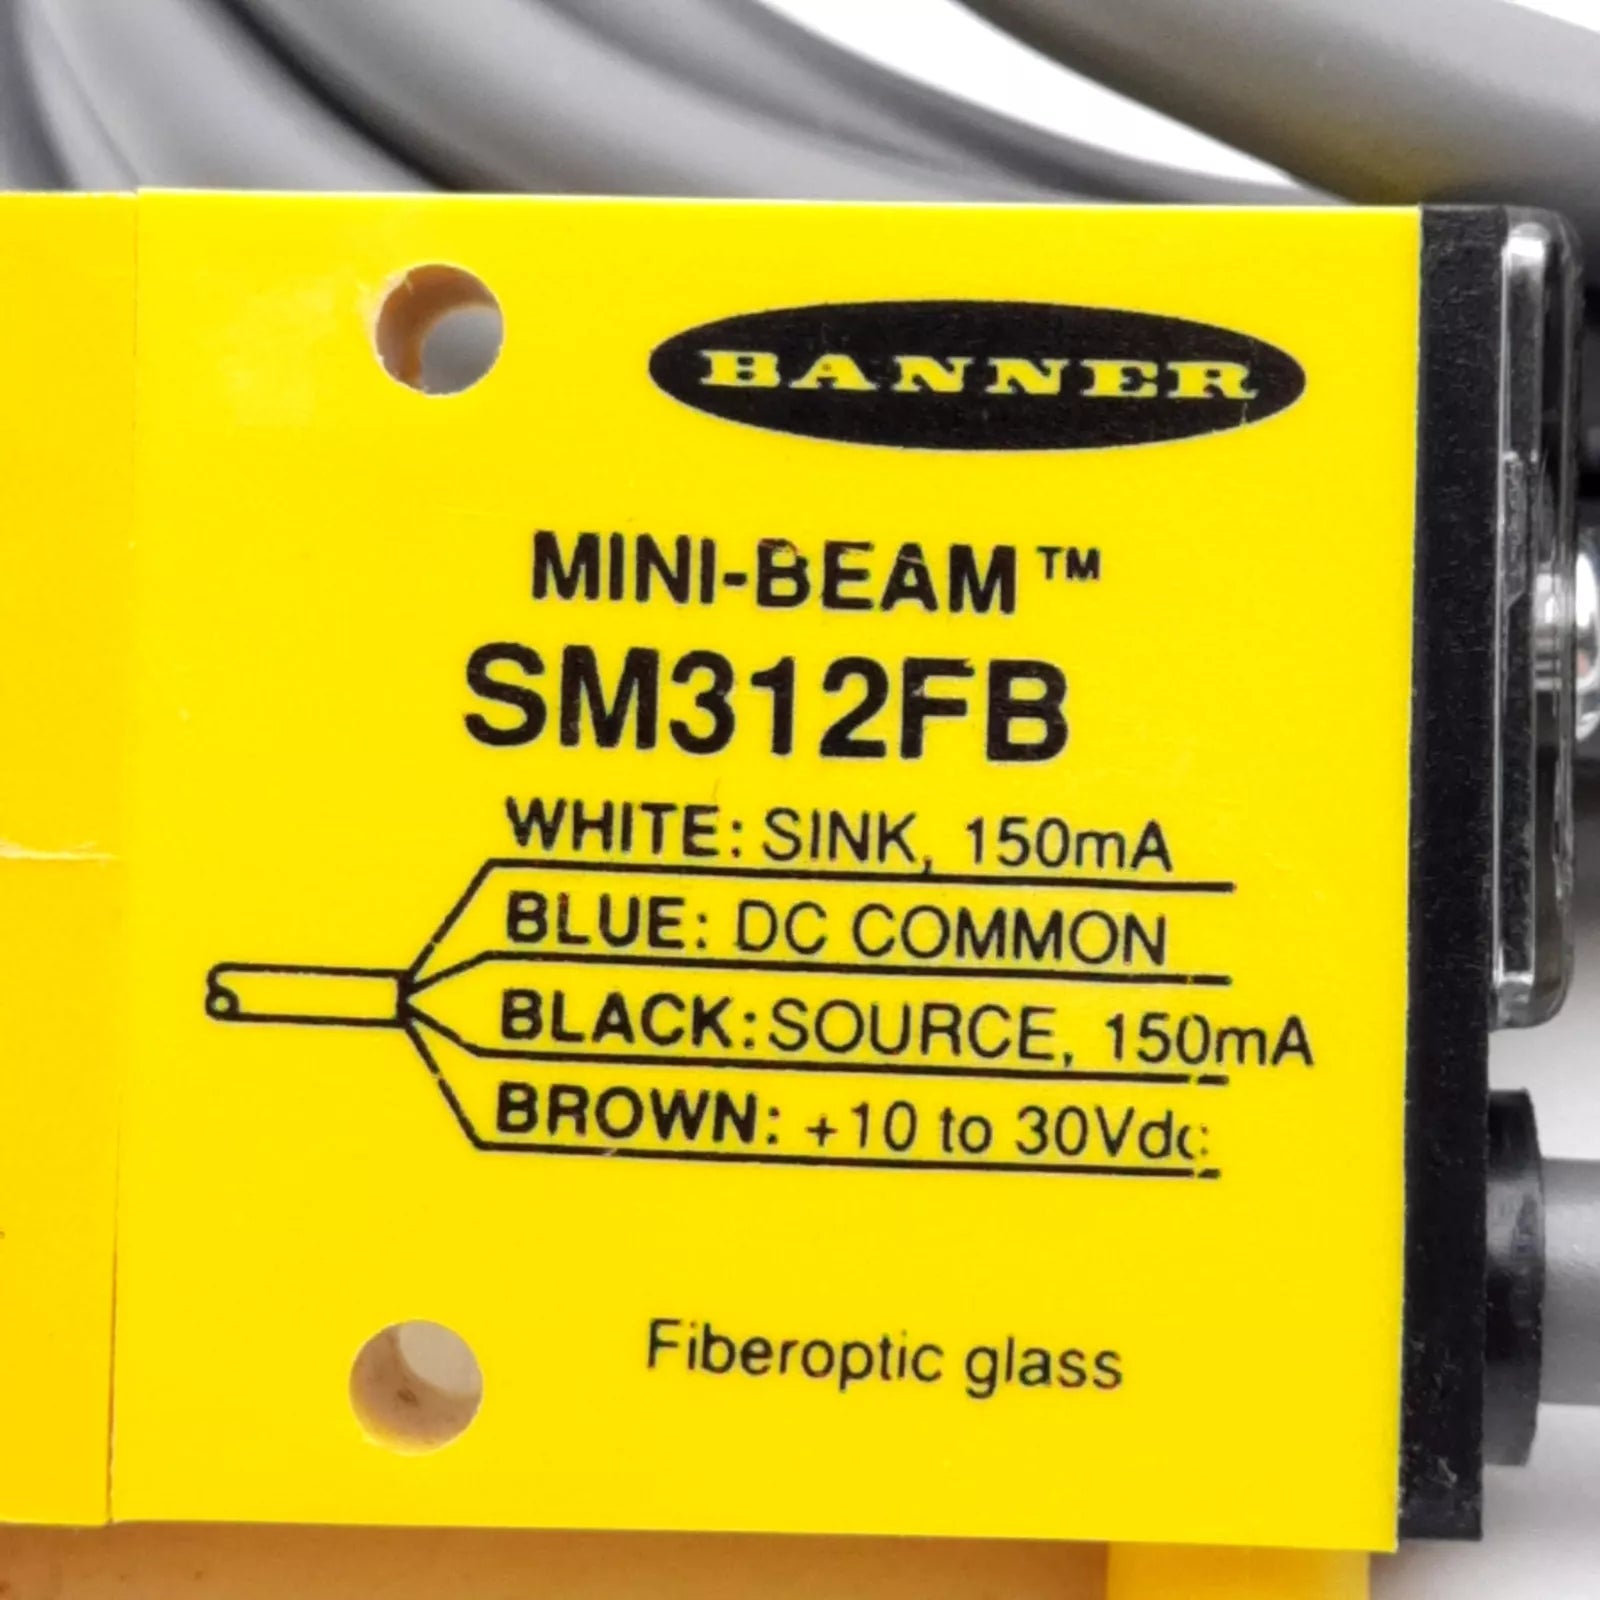 BANNER
MINI-BEAM™
SM312FB
WHITE: SINK, 150mA
BLUE: DC COMMON
BLACK: SOURCE, 150mA
BROWN: +10 to 30Vdc
Fiberoptic glass